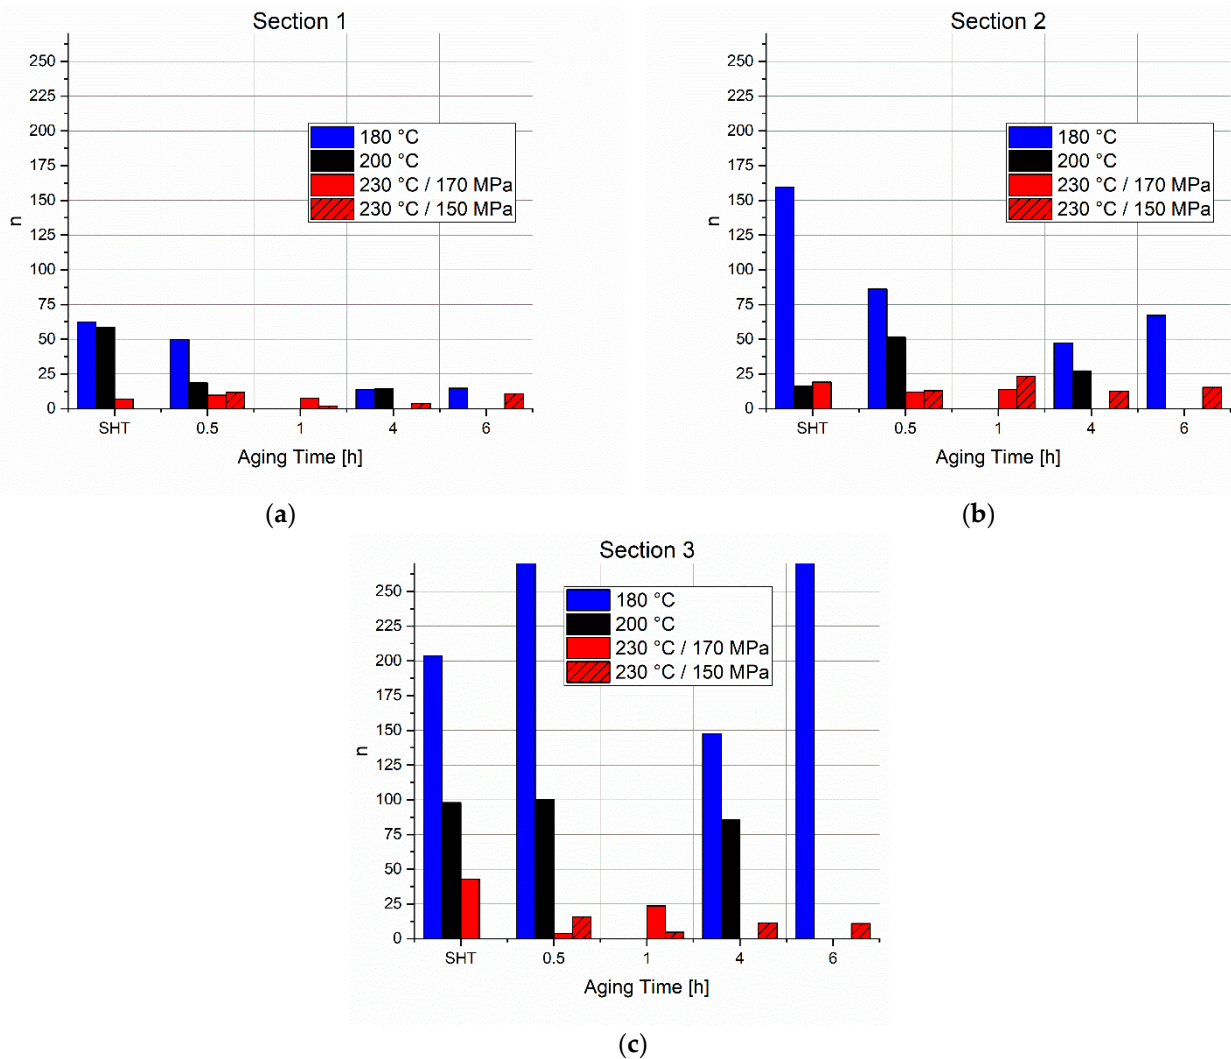 Section 1
n
250
225
200
175
150
125
100
75
50
25
0
180 °C
200 °C
230 °C / 170 MPa
230 °C / 150 MPa
SHT 0.5 1 4 6
Aging Time [h]
(a)
Section 2
n
250
225
200
175
150
125
100
75
50
25
0
180 °C
200 °C
230 °C / 170 MPa
230 °C / 150 MPa
SHT 0.5 1 4 6
Aging Time [h]
(b)
Section 3
n
250
225
200
175
150
125
100
75
50
25
0
180 °C
200 °C
230 °C / 170 MPa
230 °C / 150 MPa
SHT 0.5 1 4 6
Aging Time [h]
(c)